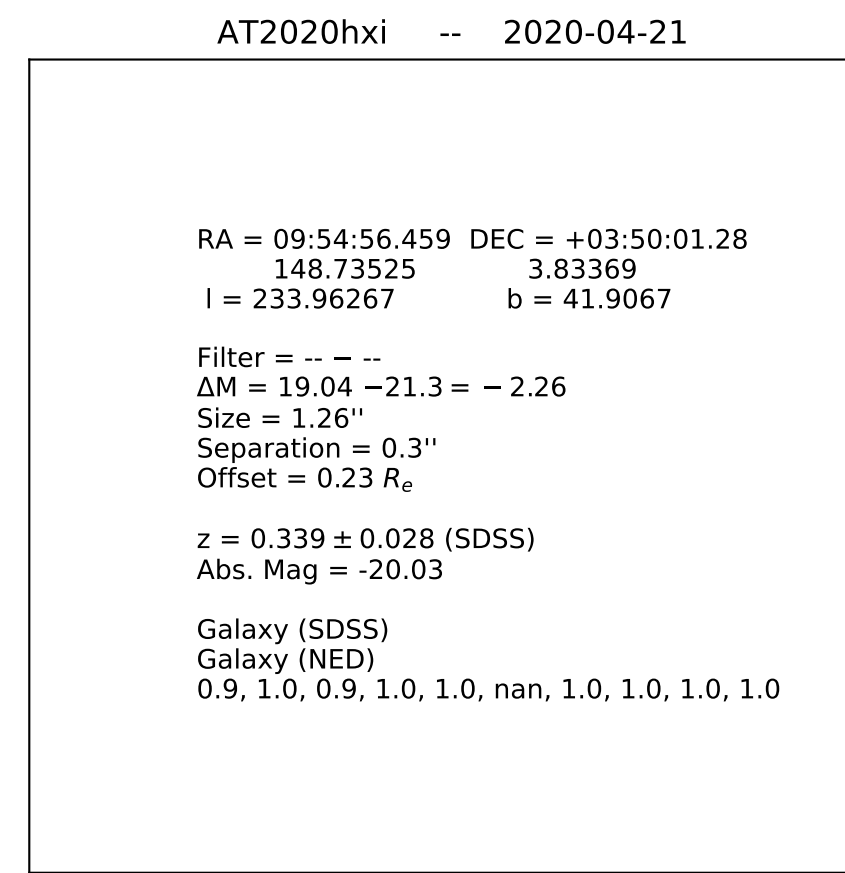 AT2020hxi -- 2020-04-21
RA = 09:54:56.459 DEC = +03:50:01.28
148.73525 3.83369
l = 233.96267 b = 41.9067
Filter = -- − --
ΔM = 19.04 −21.3 = − 2.26
Size = 1.26''
Separation = 0.3''
Offset = 0.23 Rₑ
z = 0.339 ± 0.028 (SDSS)
Abs. Mag = -20.03
Galaxy (SDSS)
Galaxy (NED)
0.9, 1.0, 0.9, 1.0, 1.0, nan, 1.0, 1.0, 1.0, 1.0